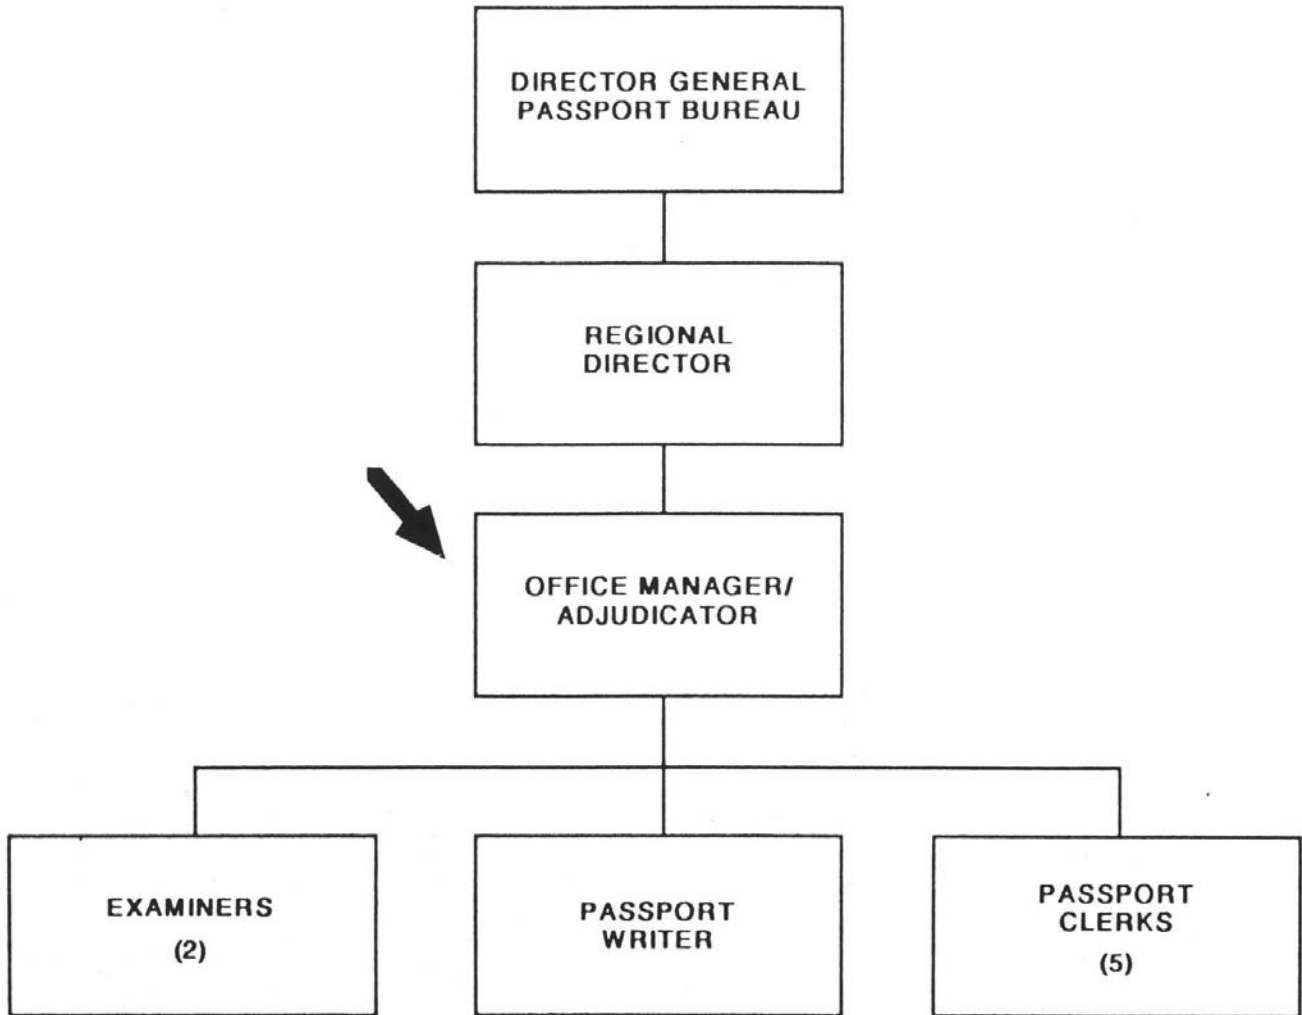 DIRECTOR GENERAL
PASSPORT BUREAU
REGIONAL
DIRECTOR
OFFICE MANAGER/
ADJUDICATOR
EXAMINERS
(2)
PASSPORT
WRITER
PASSPORT
CLERKS
(5)